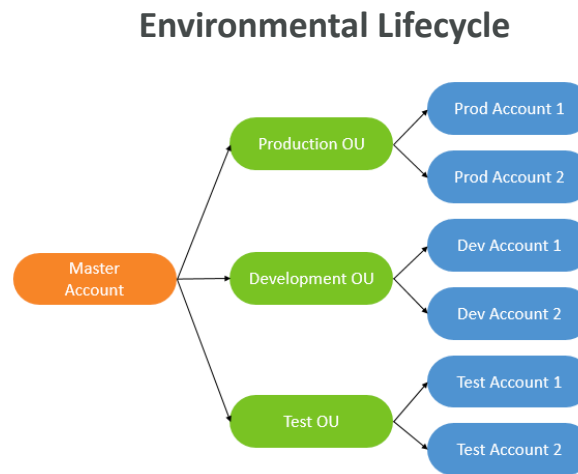 Environmental Lifecycle
Prod Account 1
Production OU
Prod Account 2
Dev Account 1
Master
Account
Development OU
Dev Account 2
Test Account 1
Test OU
Test Account 2